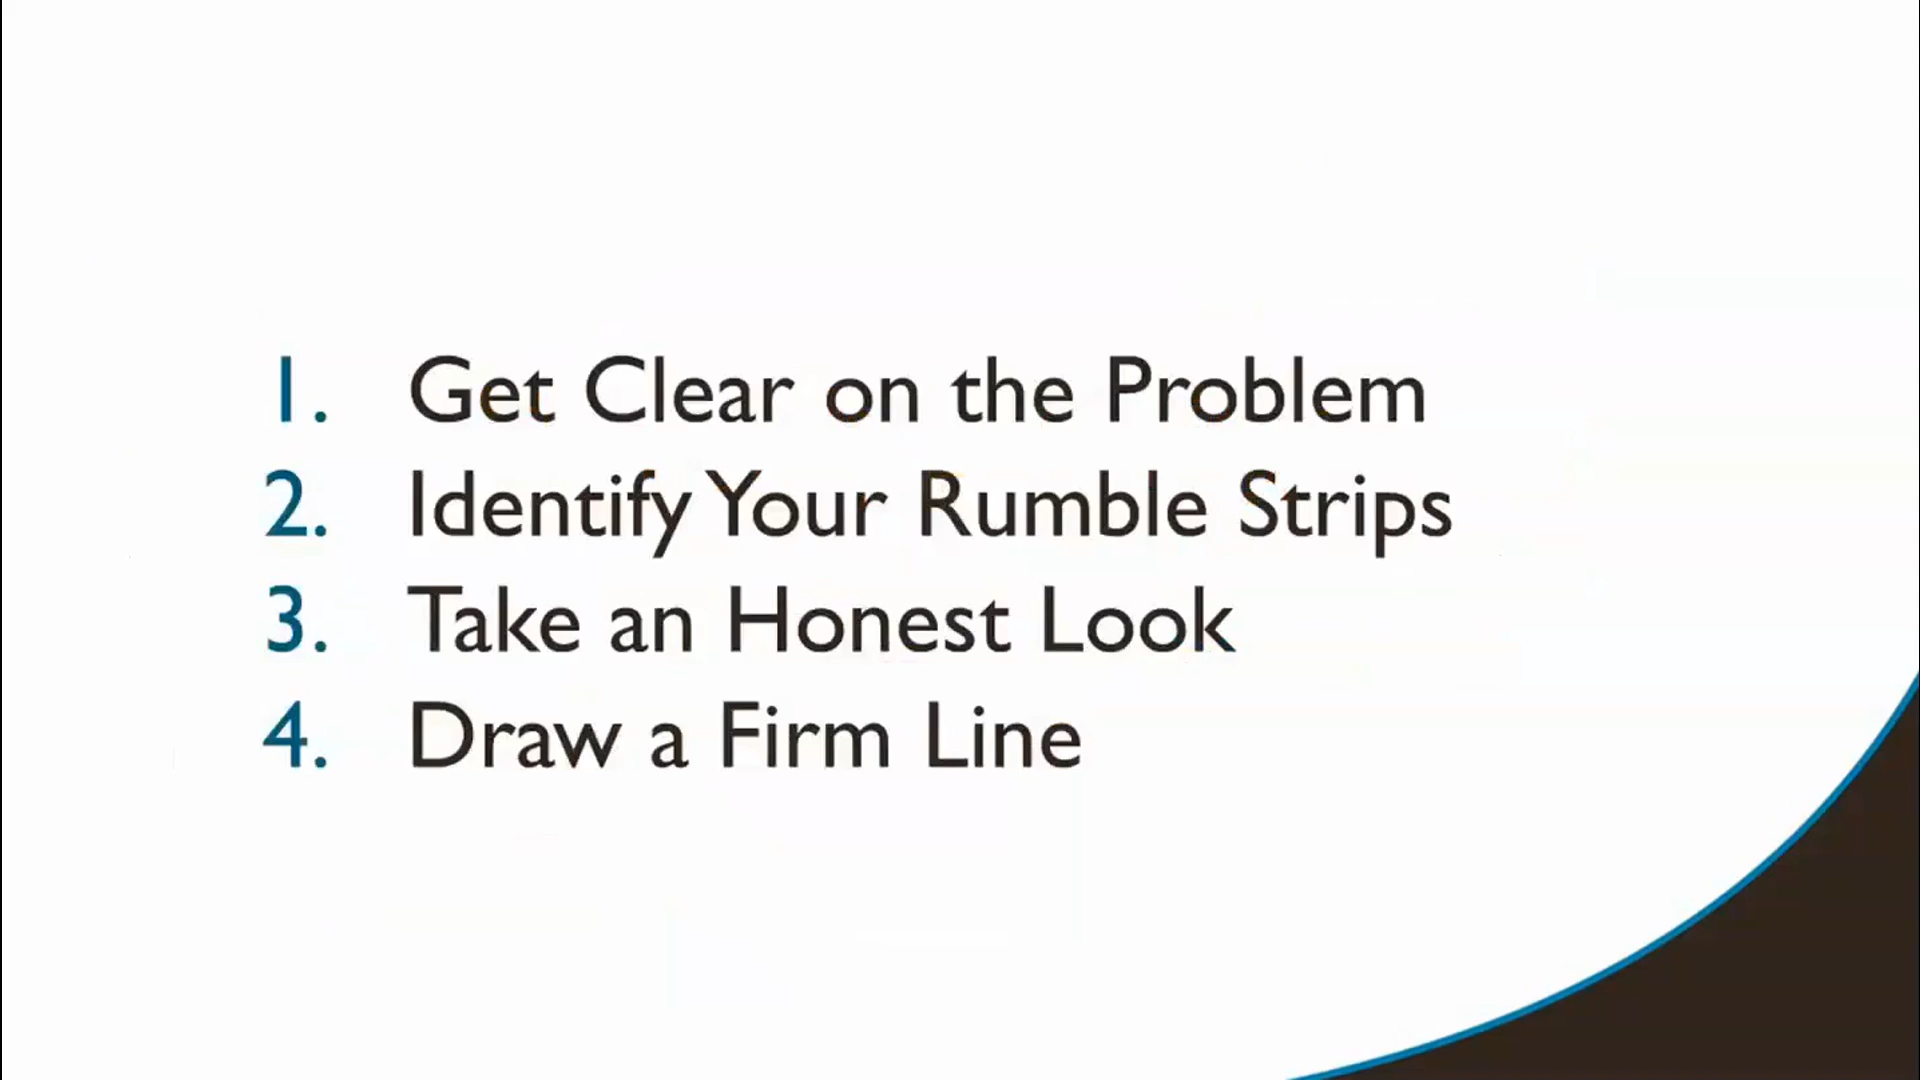 1. Get Clear on the Problem
2. Identify Your Rumble Strips
3. Take an Honest Look
4. Draw a Firm Line